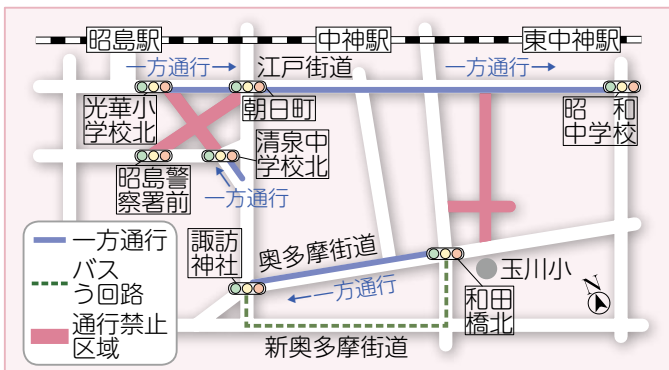 昭島駅
中神駅
東中神駅
一方通行→
江戸街道
一方通行→
光華小
学校北
朝日町
昭和
中学校
清泉中
学校北
昭島警
察署前
一方通行
一方通行
バス
う回路
通行禁止
区域
諏訪
神社
奥多摩街道
←一方通行
和田
橋北
玉川小
N
新奥多摩街道